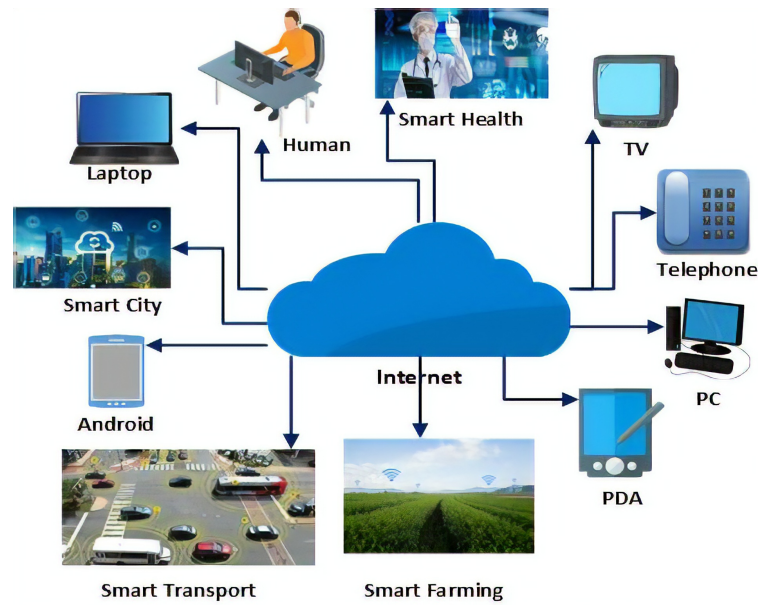 Smart Health
Human
TV
Laptop
Telephone
Smart City
Internet
PC
Android
PDA
Smart Transport
Smart Farming